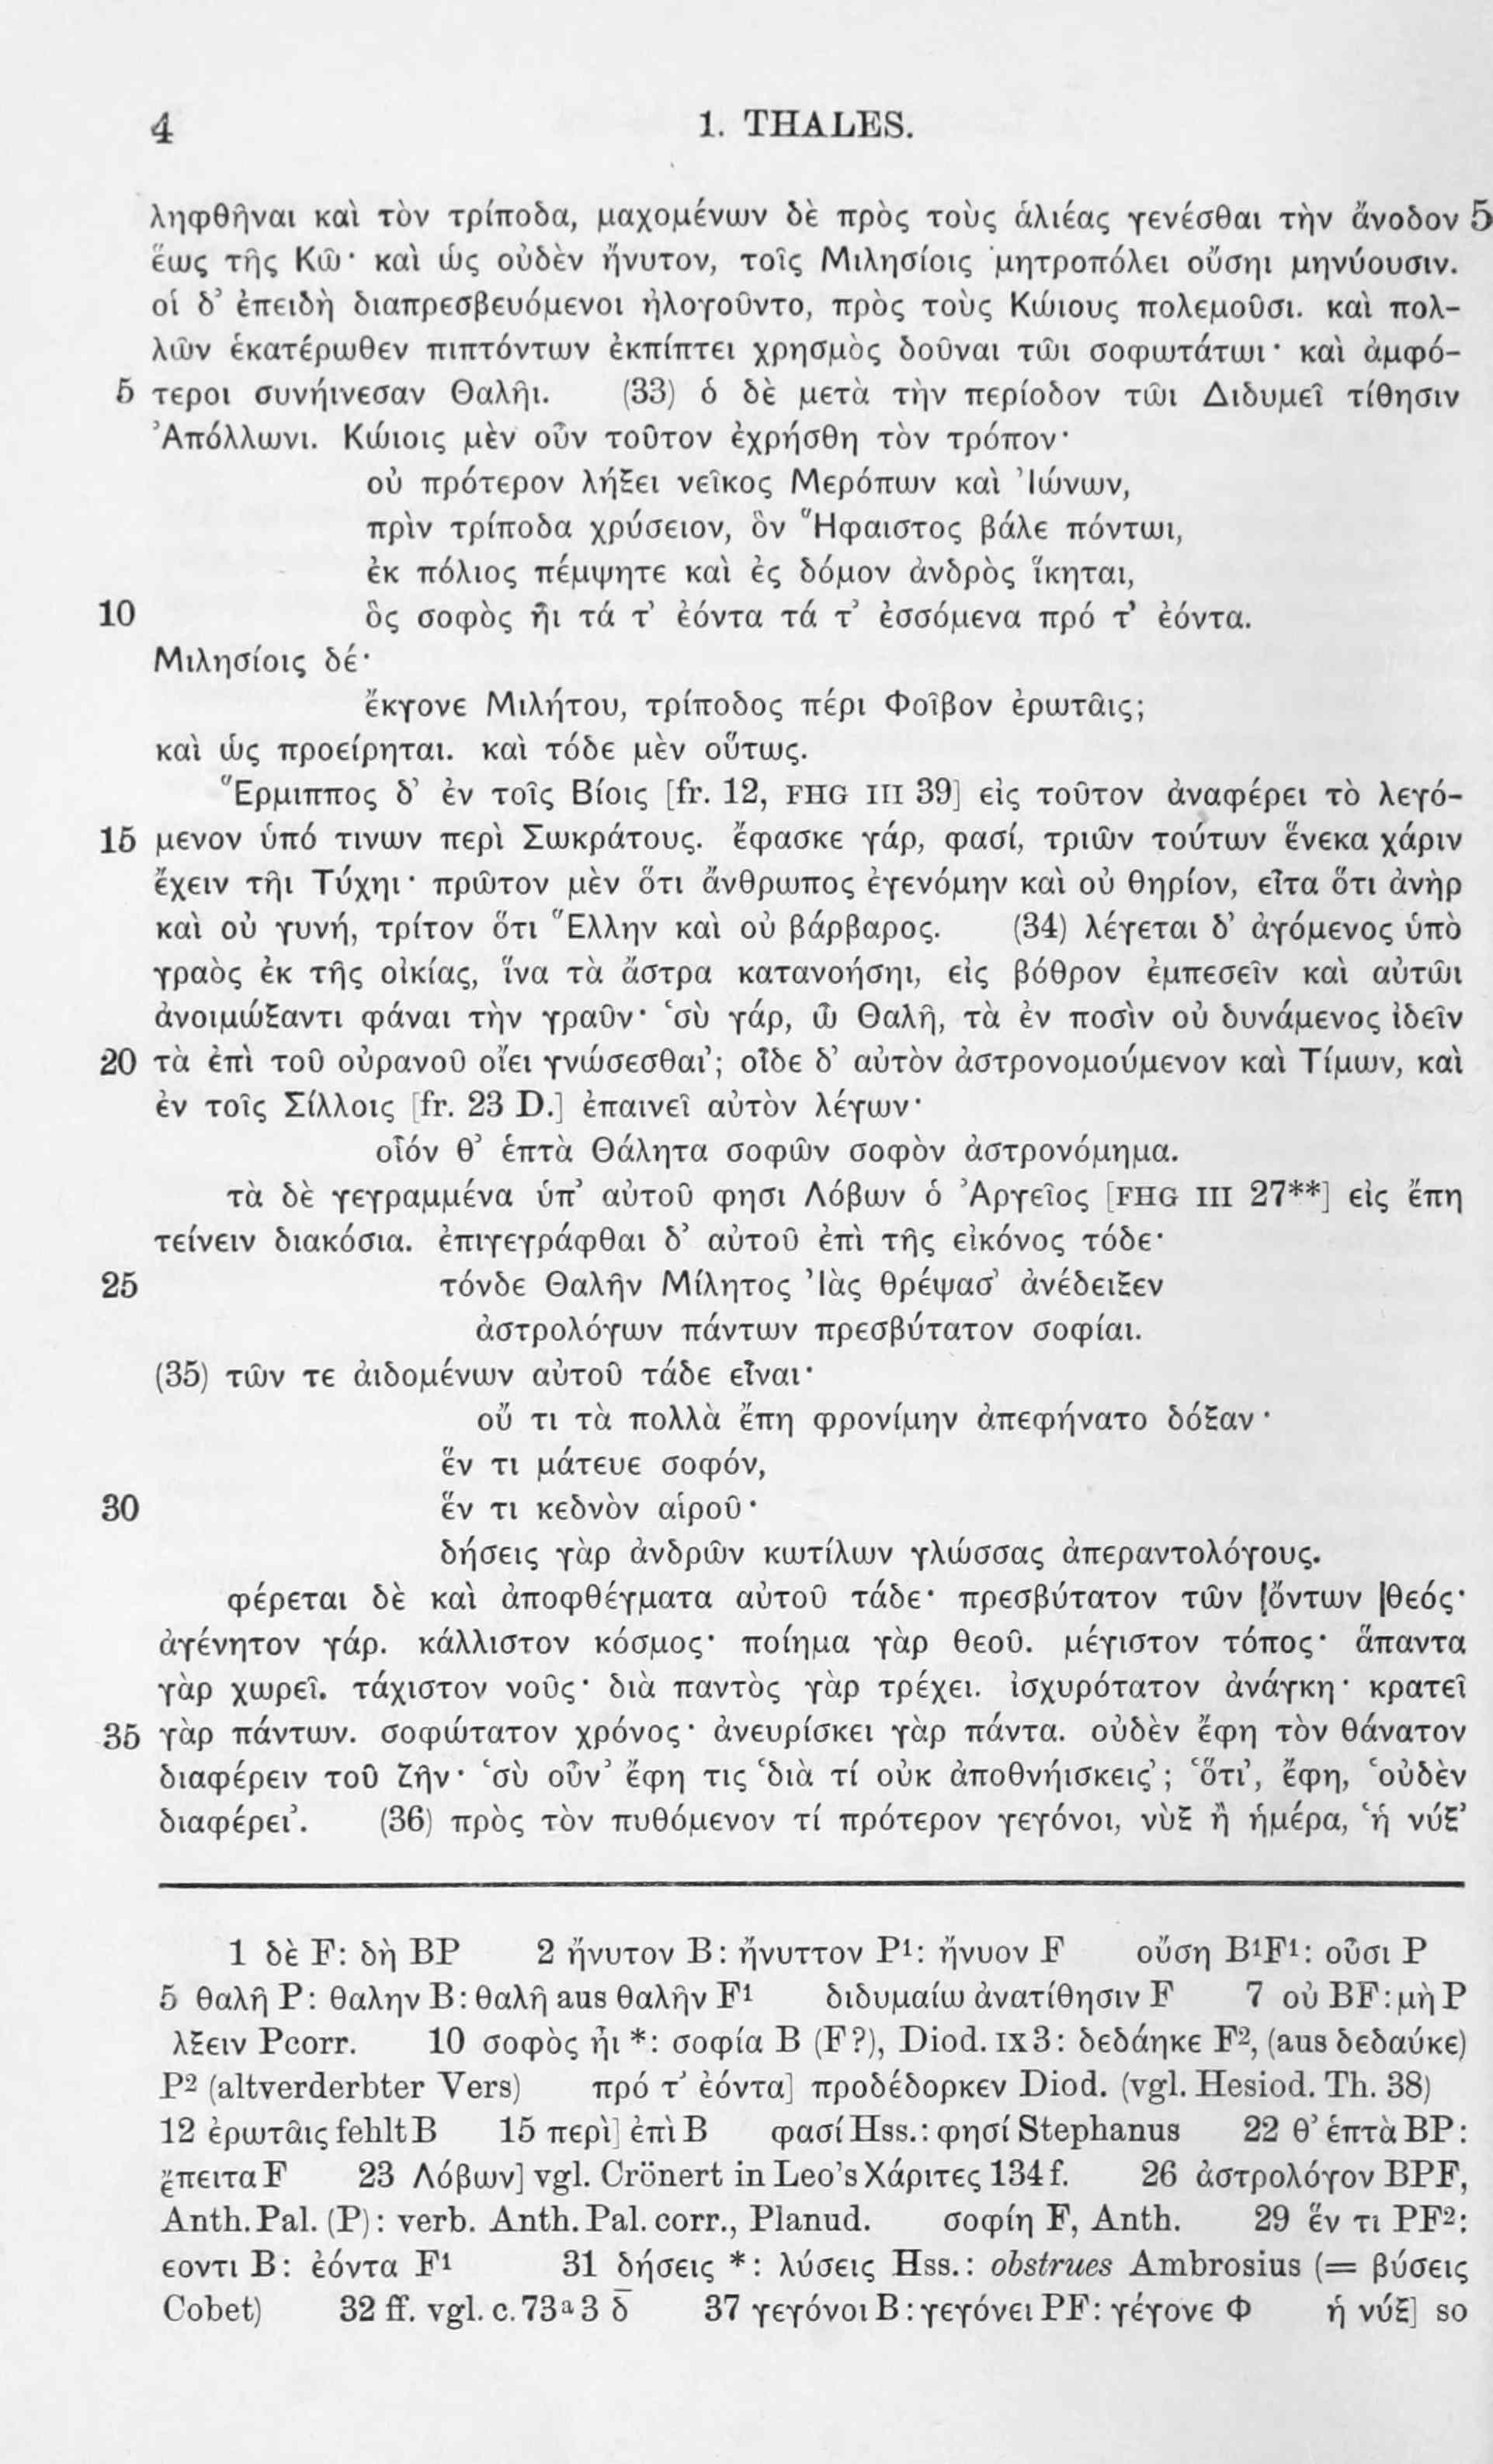 4 1. THALES.
ληφθῆναι καὶ τὸν τρίποδα, μαχομένων δὲ πρὸς τοὺς ἁλιέας γενέσθαι τὴν ἄνοδον 5
ἕως τῆς Κῶ· καὶ ὡς οὐδὲν ἤνυτον, τοῖς Μιλησίοις μητροπόλει οὔσηι μηνύουσιν.
οἱ δ’ ἐπειδὴ διαπρεσβευόμενοι ἠλογοῦντο, πρὸς τοὺς Κώιους πολεμοῦσι. καὶ πολ-
λῶν ἑκατέρωθεν πιπτόντων ἐκπίπτει χρησμὸς δοῦναι τῶι σοφωτάτωι· καὶ ἀμφό-
5 τεροι συνήινεσαν Θαλῆι. (33) ὁ δὲ μετὰ τὴν περίοδον τῶι Διδυμεῖ τίθησιν
Ἀπόλλωνι. Κώιοις μὲν οὖν τοῦτον ἐχρήσθη τὸν τρόπον·
οὐ πρότερον λήξει νεῖκος Μερόπων καὶ Ἰώνων,
πρὶν τρίποδα χρύσειον, ὃν Ἥφαιστος βάλε πόντωι,
ἐκ πόλιος πέμψητε καὶ ἐς δόμον ἀνδρὸς ἵκηται,
10 ὃς σοφὸς ἦι τά τ’ ἐόντα τά τ’ ἐσσόμενα πρό τ’ ἐόντα.
Μιλησίοις δέ·
ἔκγονε Μιλήτου, τρίποδος πέρι Φοῖβον ἐρωτᾶις;
καὶ ὡς προείρηται. καὶ τόδε μὲν οὕτως.
Ἕρμιππος δ’ ἐν τοῖς Βίοις [fr. 12, FHG III 39] εἰς τοῦτον ἀναφέρει τὸ λεγό-
15 μενον ὑπό τινων περὶ Σωκράτους. ἔφασκε γάρ, φασί, τριῶν τούτων ἕνεκα χάριν
ἔχειν τῆι Τύχηι· πρῶτον μὲν ὅτι ἄνθρωπος ἐγενόμην καὶ οὐ θηρίον, εἶτα ὅτι ἀνὴρ
καὶ οὐ γυνή, τρίτον ὅτι Ἕλλην καὶ οὐ βάρβαρος. (34) λέγεται δ’ ἀγόμενος ὑπὸ
γραὸς ἐκ τῆς οἰκίας, ἵνα τὰ ἄστρα κατανοήσηι, εἰς βόθρον ἐμπεσεῖν καὶ αὐτῶι
ἀνοιμώξαντι φάναι τὴν γραῦν· ‘σὺ γάρ, ὦ Θαλῆ, τὰ ἐν ποσὶν οὐ δυνάμενος ἰδεῖν
20 τὰ ἐπὶ τοῦ οὐρανοῦ οἴει γνώσεσθαι’; οἶδε δ’ αὐτὸν ἀστρονομούμενον καὶ Τίμων, καὶ
ἐν τοῖς Σίλλοις [fr. 23 D.] ἐπαινεῖ αὐτὸν λέγων·
οἷόν θ’ ἑπτὰ Θάλητα σοφῶν σοφὸν ἀστρονόμημα.
τὰ δὲ γεγραμμένα ὑπ’ αὐτοῦ φησι Λόβων ὁ Ἀργεῖος [FHG III 27**] εἰς ἔπη
τείνειν διακόσια. ἐπιγεγράφθαι δ’ αὐτοῦ ἐπὶ τῆς εἰκόνος τόδε·
25 τόνδε Θαλῆν Μίλητος Ἰὰς θρέψασ’ ἀνέδειξεν
ἀστρολόγων πάντων πρεσβύτατον σοφίαι.
(35) τῶν τε ἀιδομένων αὐτοῦ τάδε εἶναι·
οὔ τι τὰ πολλὰ ἔπη φρονίμην ἀπεφήνατο δόξαν·
ἕν τι μάτευε σοφόν,
30 ἕν τι κεδνὸν αἱροῦ·
δήσεις γὰρ ἀνδρῶν κωτίλων γλώσσας ἀπεραντολόγους.
φέρεται δὲ καὶ ἀποφθέγματα αὐτοῦ τάδε· πρεσβύτατον τῶν |ὄντων |θεός·
ἀγένητον γάρ. κάλλιστον κόσμος· ποίημα γὰρ θεοῦ. μέγιστον τόπος· ἅπαντα
γὰρ χωρεῖ. τάχιστον νοῦς· διὰ παντὸς γὰρ τρέχει. ἰσχυρότατον ἀνάγκη· κρατεῖ
35 γὰρ πάντων. σοφώτατον χρόνος· ἀνευρίσκει γὰρ πάντα. οὐδὲν ἔφη τὸν θάνατον
διαφέρειν τοῦ ζῆν· ‘σὺ οὖν’ ἔφη τις ‘διὰ τί οὐκ ἀποθνήισκεις’; ‘ὅτι’, ἔφη, ‘οὐδὲν
διαφέρει’. (36) πρὸς τὸν πυθόμενον τί πρότερον γεγόνοι, νὺξ ἢ ἡμέρα, ‘ἡ νύξ’
1 δὲ F: δὴ BP 2 ἤνυτον B: ἤνυττον P¹: ἤνυον F οὔση B¹F¹: οὖσι P
5 θαλῆ P: θαλην B: θαλῆ aus θαλῆν F¹ διδυμαίω ἀνατίθησιν F 7 οὐ BF: μὴ P
λξειν Pcorr. 10 σοφὸς ἦι *: σοφία B (F?), Diod. IX 3: δεδάηκε F², (aus δεδαύκε)
P² (altverderbter Vers) πρό τ’ ἐόντα] προδέδορκεν Diod. (vgl. Hesiod. Th. 38)
12 ἐρωτᾶις fehlt B 15 περὶ] ἐπὶ B φασί Hss.: φησί Stephanus 22 θ’ ἑπτὰ BP:
ἔπειτα F 23 Λόβων] vgl. Crönert in Leo's Χάριτες 134 f. 26 ἀστρολόγον BPF,
Anth. Pal. (P): verb. Anth. Pal. corr., Planud. σοφίη F, Anth. 29 ἕν τι PF²:
εοντι B: ἐόντα F¹ 31 δήσεις *: λύσεις Hss.: obstrues Ambrosius (= βύσεις
Cobet) 32 ff. vgl. c. 73ᵃ 3 δ̄ 37 γεγόνοι B: γεγόνει PF: γέγονε Φ ἡ νύξ] so